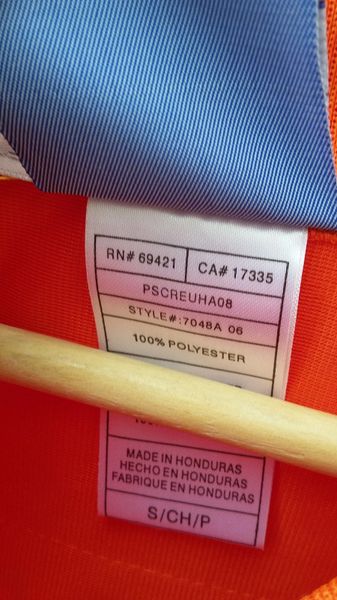 RN# 69421
CA# 17335
PSCREUHA08
STYLE#:7048A 06
100% POLYESTER
MADE IN HONDURAS
HECHO EN HONDURAS
FABRIQUE EN HONDURAS
S/CH/P